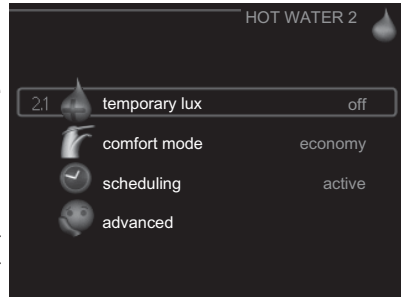 HOT WATER 2
2.1 temporary lux off
comfort mode economy
scheduling active
advanced